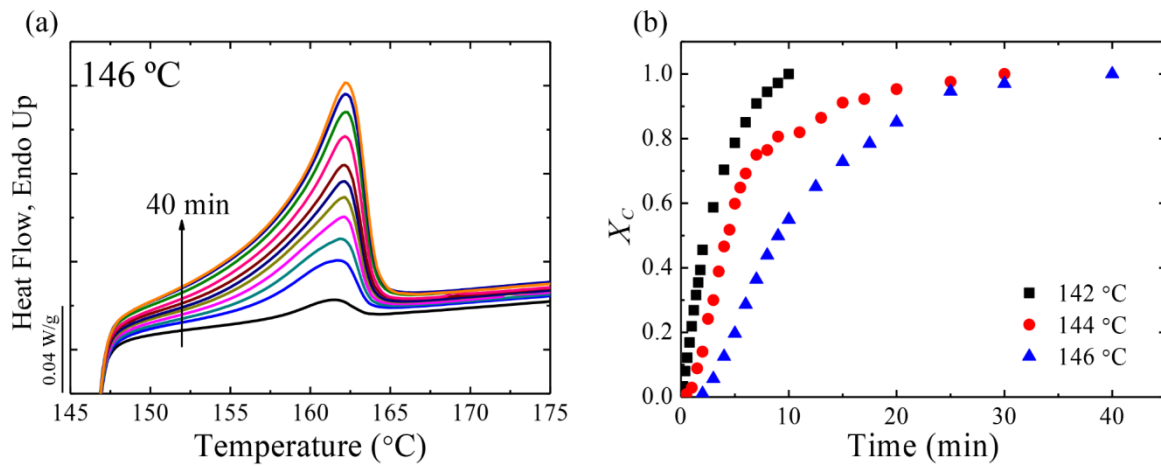 (a)
146 ºC
40 min
Heat Flow, Endo Up
0.04 W/g
145 150 155 160 165 170 175
Temperature (°C)
(b)
1.0
0.8
0.6
0.4
0.2
0.0
X_C
142 °C
144 °C
146 °C
0 10 20 30 40
Time (min)